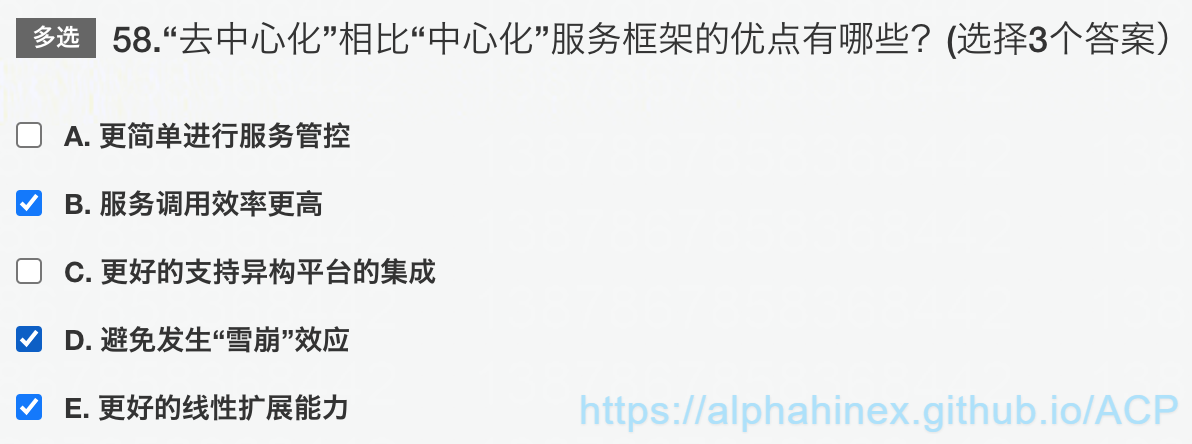 多选 58.“去中心化”相比“中心化”服务框架的优点有哪些？(选择3个答案）
A. 更简单进行服务管控
B. 服务调用效率更高
C. 更好的支持异构平台的集成
D. 避免发生“雪崩”效应
E. 更好的线性扩展能力
https://alphahinex.github.io/ACP